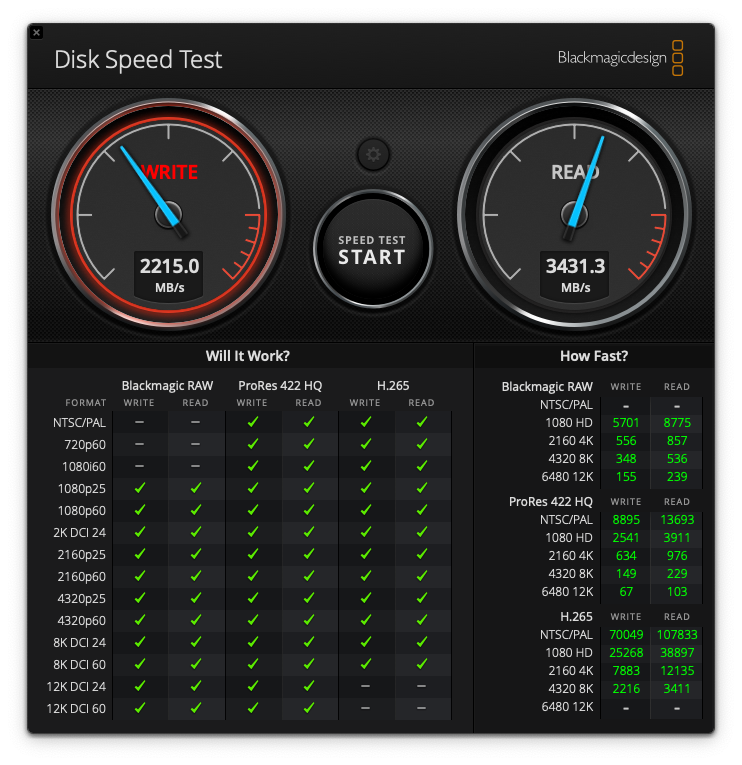 Disk Speed Test
Blackmagicdesign
WRITE
READ
SPEED TEST
START
2215.0
MB/s
3431.3
MB/s
Will It Work?
Blackmagic RAW ProRes 422 HQ H.265
FORMAT WRITE READ WRITE READ WRITE READ
NTSC/PAL – – ✓ ✓ ✓ ✓
720p60 – – ✓ ✓ ✓ ✓
1080i60 – – ✓ ✓ ✓ ✓
1080p25 ✓ ✓ ✓ ✓ ✓ ✓
1080p60 ✓ ✓ ✓ ✓ ✓ ✓
2K DCI 24 ✓ ✓ ✓ ✓ ✓ ✓
2160p25 ✓ ✓ ✓ ✓ ✓ ✓
2160p60 ✓ ✓ ✓ ✓ ✓ ✓
4320p25 ✓ ✓ ✓ ✓ ✓ ✓
4320p60 ✓ ✓ ✓ ✓ ✓ ✓
8K DCI 24 ✓ ✓ ✓ ✓ ✓ ✓
8K DCI 60 ✓ ✓ ✓ ✓ ✓ ✓
12K DCI 24 ✓ ✓ ✓ ✓ – –
12K DCI 60 ✓ ✓ ✓ ✓ – –
How Fast?
Blackmagic RAW WRITE READ
NTSC/PAL – –
1080 HD 5701 8775
2160 4K 556 857
4320 8K 348 536
6480 12K 155 239
ProRes 422 HQ WRITE READ
NTSC/PAL 8895 13693
1080 HD 2541 3911
2160 4K 634 976
4320 8K 149 229
6480 12K 67 103
H.265 WRITE READ
NTSC/PAL 70049 107833
1080 HD 25268 38897
2160 4K 7883 12135
4320 8K 2216 3411
6480 12K – –